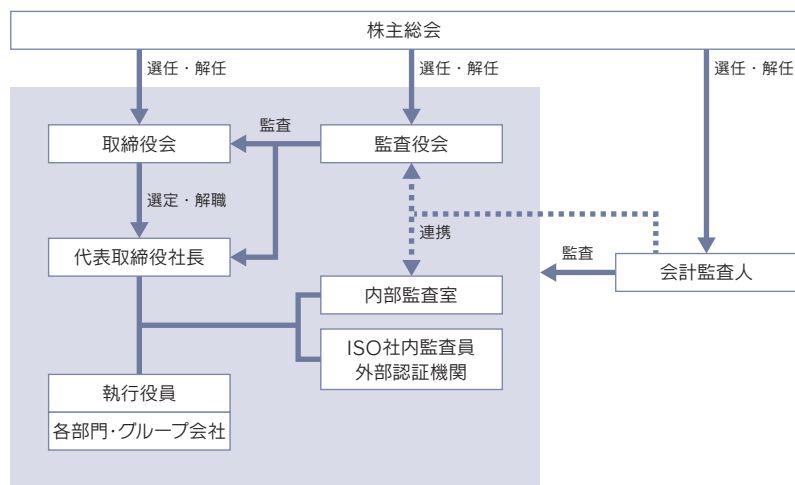 株主総会
選任・解任
選任・解任
選任・解任
取締役会
監査
監査役会
選定・解職
連携
代表取締役社長
監査
会計監査人
内部監査室
ISO社内監査員
外部認証機関
執行役員
各部門・グループ会社